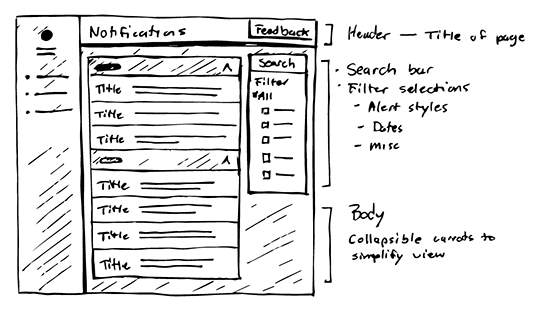 Notifications
Feedback
Header — Title of page
Search
Filter
All
Title
Title
Title
Title
Title
Title
Title
• Search bar
• Filter selections
- Alert styles
- Dates
- Misc
Body
Collapsible carrots to
simplify view